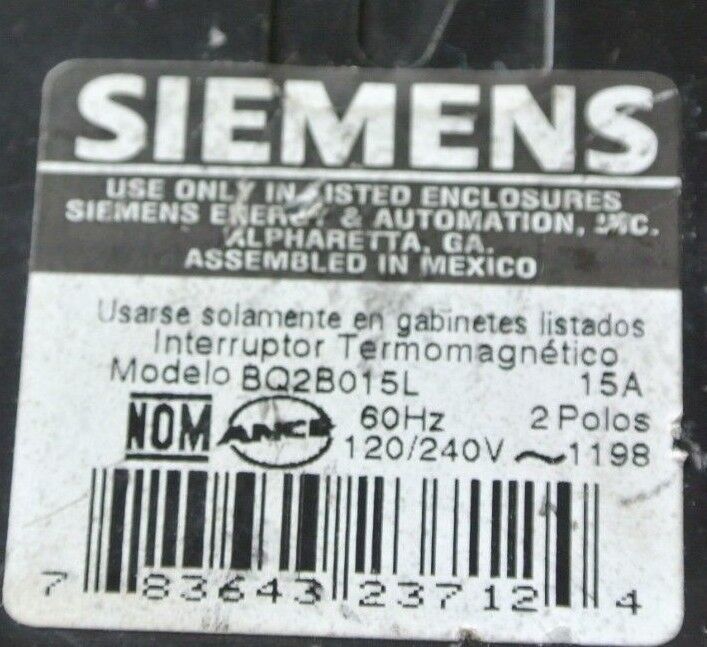 SIEMENS
USE ONLY IN LISTED ENCLOSURES
SIEMENS ENERGY & AUTOMATION, INC.
ALPHARETTA, GA.
ASSEMBLED IN MEXICO
Usarse solamente en gabinetes listados
Interruptor Termomagnético
Modelo BQ2B015L 15A
NOM ANCE 60Hz 2 Polos
120/240V ~ 1198
7 83643 23712 4